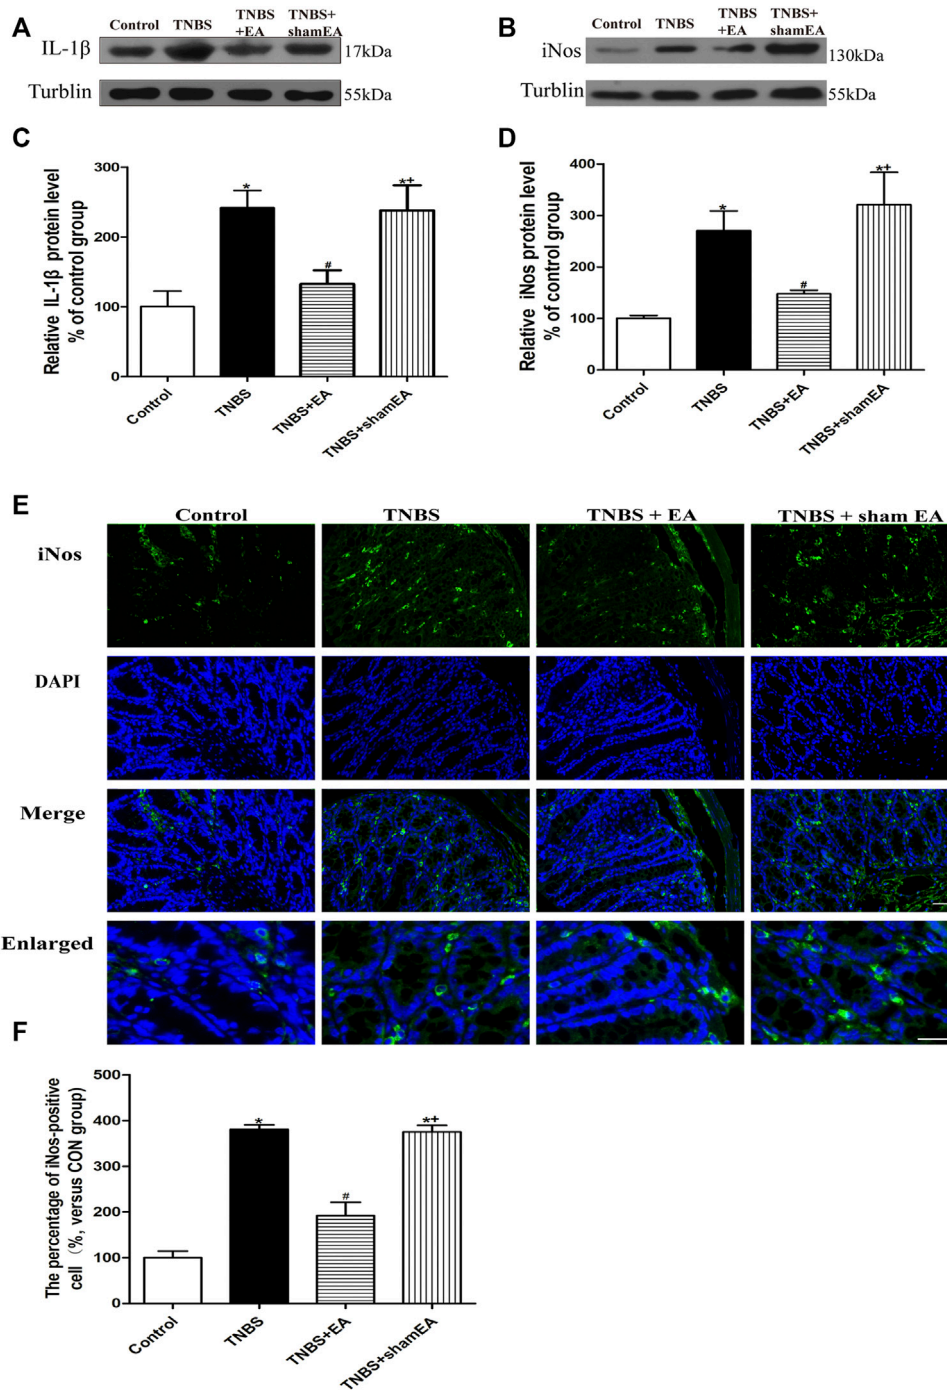 A
Control TNBS TNBS +EA TNBS+ shamEA
IL-1β 17kDa
Turblin 55kDa
B
Control TNBS TNBS +EA TNBS+ shamEA
iNos 130kDa
Turblin 55kDa
C
Relative IL-1β protein level
% of control group
300
*
*+
200
#
100
0
Control TNBS TNBS+EA TNBS+shamEA
D
Relative iNos protein level
% of control group
400
*+
300
*
200
#
100
0
Control TNBS TNBS+EA TNBS+shamEA
E
Control TNBS TNBS + EA TNBS + sham EA
iNos
DAPI
Merge
Enlarged
F
The percentage of iNos-positive
cell (%, versus CON group)
500
400
*
*+
300
200
#
100
0
Control TNBS TNBS+EA TNBS+shamEA